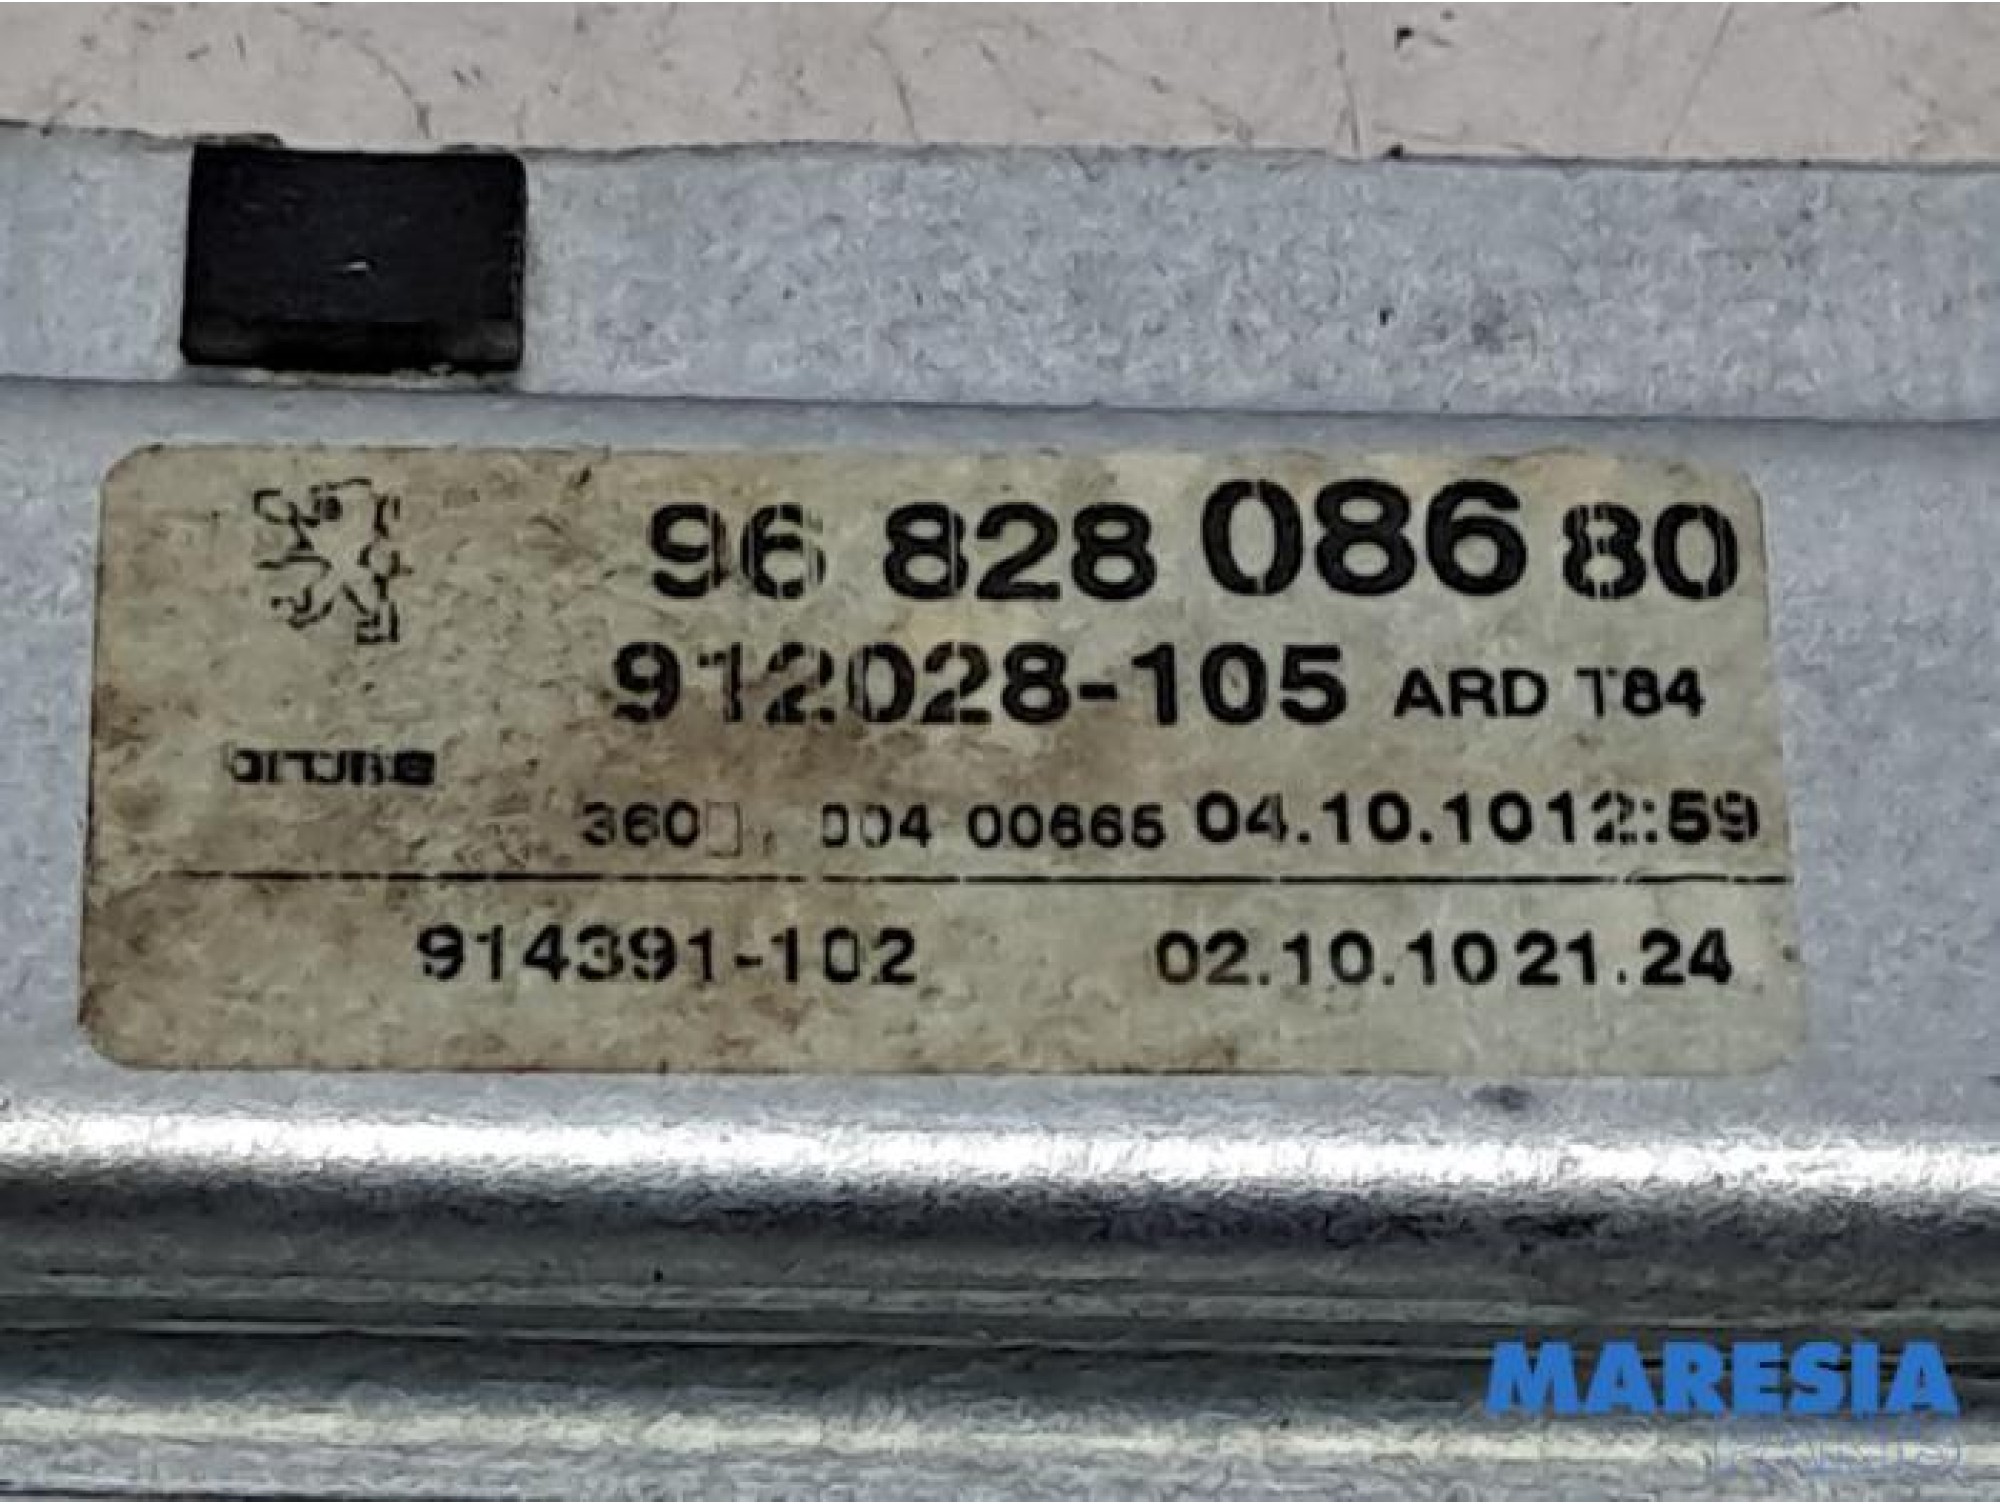 96 828 086 80
912028-105 ARD T84
004 00665 04.10.10 12:59
914391-102 02.10.10 21.24
MARESIA
PARTS